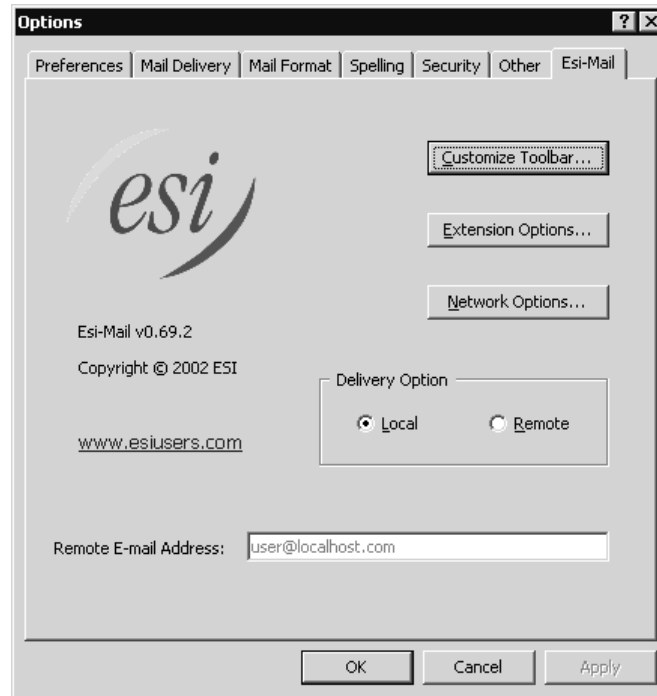 Options
Preferences Mail Delivery Mail Format Spelling Security Other Esi-Mail
esi
Customize Toolbar...
Extension Options...
Network Options...
Esi-Mail v0.69.2
Copyright © 2002 ESI
www.esiusers.com
Delivery Option
Local Remote
Remote E-mail Address: user@localhost.com
OK Cancel Apply